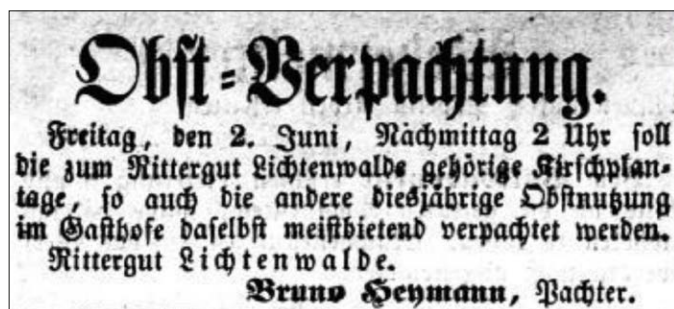 Obst-Verpachtung.
Freitag, den 2. Juni, Nachmittag 2 Uhr soll
die zum Rittergut Lichtenwalde gehörige Kirschplan-
tage, so auch die andere diesjährige Obstnutzung
im Gasthofe daselbst meistbietend verpachtet werden.
Rittergut Lichtenwalde.
Bruno Heymann, Pachter.